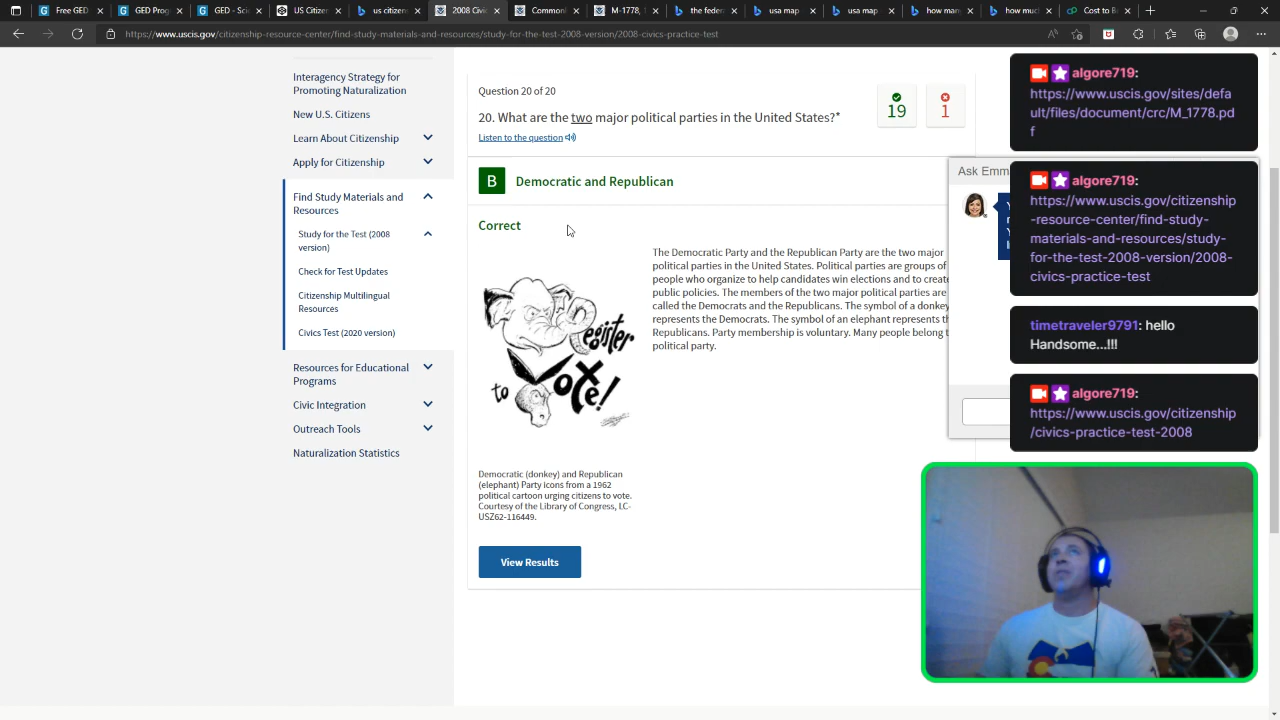 Free GED
GED Prog
GED - Sc
US Citizen
us citizen
2008 Civic
Common
M-1778,
the feder
usa map
usa map
how man
how muc
Cost to Be
https://www.uscis.gov/citizenship-resource-center/find-study-materials-and-resources/study-for-the-test-2008-version/2008-civics-practice-test
Interagency Strategy for
Promoting Naturalization
New U.S. Citizens
Learn About Citizenship
Apply for Citizenship
Find Study Materials and
Resources
Study for the Test (2008
version)
Check for Test Updates
Citizenship Multilingual
Resources
Civics Test (2020 version)
Resources for Educational
Programs
Civic Integration
Outreach Tools
Naturalization Statistics
Question 20 of 20
20. What are the two major political parties in the United States?*
Listen to the question
19
1
B
Democratic and Republican
Correct
The Democratic Party and the Republican Party are the two major
political parties in the United States. Political parties are groups of
people who organize to help candidates win elections and to create
public policies. The members of the two major political parties are
called the Democrats and the Republicans. The symbol of a donkey
represents the Democrats. The symbol of an elephant represents th
Republicans. Party membership is voluntary. Many people belong t
political party.
Register
to Vote!
Democratic (donkey) and Republican
(elephant) Party icons from a 1962
political cartoon urging citizens to vote.
Courtesy of the Library of Congress, LC-
USZ62-116449.
View Results
Ask Emm
algore719:
https://www.uscis.gov/sites/defa
ult/files/document/crc/M_1778.pd
f
algore719:
https://www.uscis.gov/citizenship
-resource-center/find-study-
materials-and-resources/study-
for-the-test-2008-version/2008-
civics-practice-test
timetraveler9791: hello
Handsome...!!!
algore719:
https://www.uscis.gov/citizenship
/civics-practice-test-2008